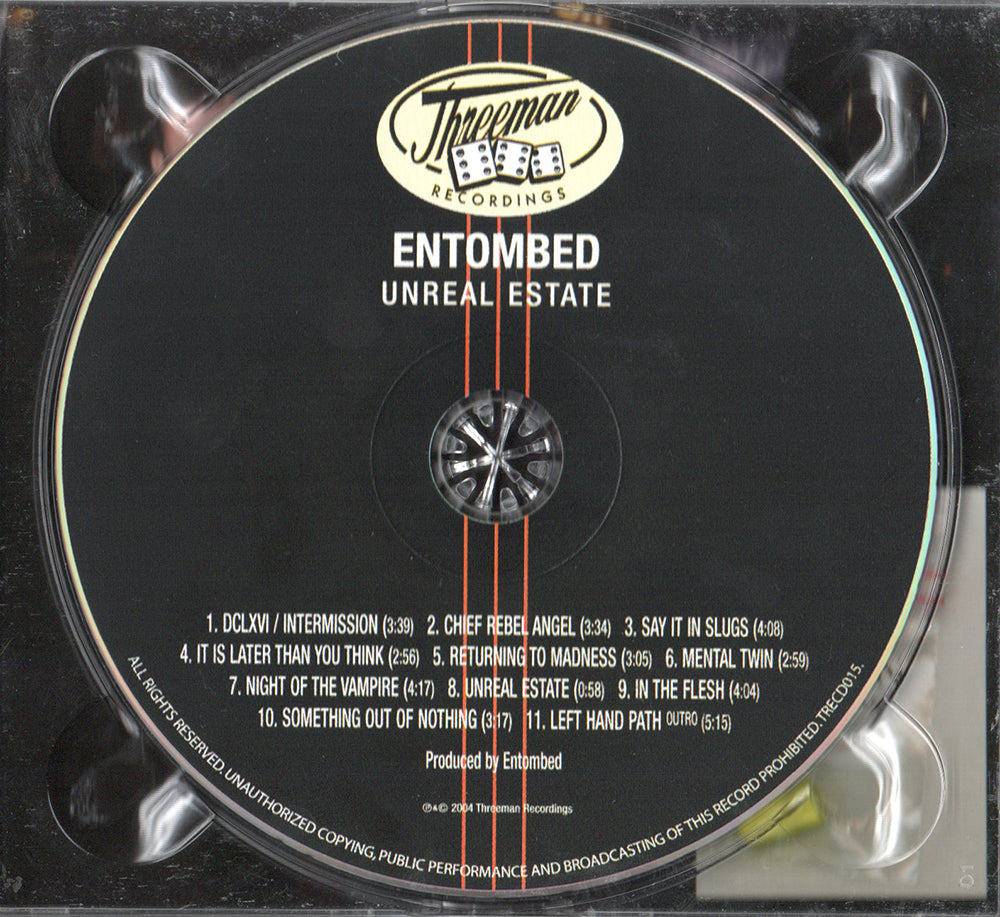 Threeman
RECORDINGS
ENTOMBED
UNREAL ESTATE
1. DCLXVI / INTERMISSION (3:39) 2. CHIEF REBEL ANGEL (3:34) 3. SAY IT IN SLUGS (4:08)
4. IT IS LATER THAN YOU THINK (2:56) 5. RETURNING TO MADNESS (3:05) 6. MENTAL TWIN (2:59)
7. NIGHT OF THE VAMPIRE (4:17) 8. UNREAL ESTATE (0:58) 9. IN THE FLESH (4:04)
10. SOMETHING OUT OF NOTHING (3:17) 11. LEFT HAND PATH OUTRO (5:15)
Produced by Entombed
℗&© 2004 Threeman Recordings
ALL RIGHTS RESERVED. UNAUTHORIZED COPYING, PUBLIC PERFORMANCE AND BROADCASTING OF THIS RECORD PROHIBITED. TRECD015.